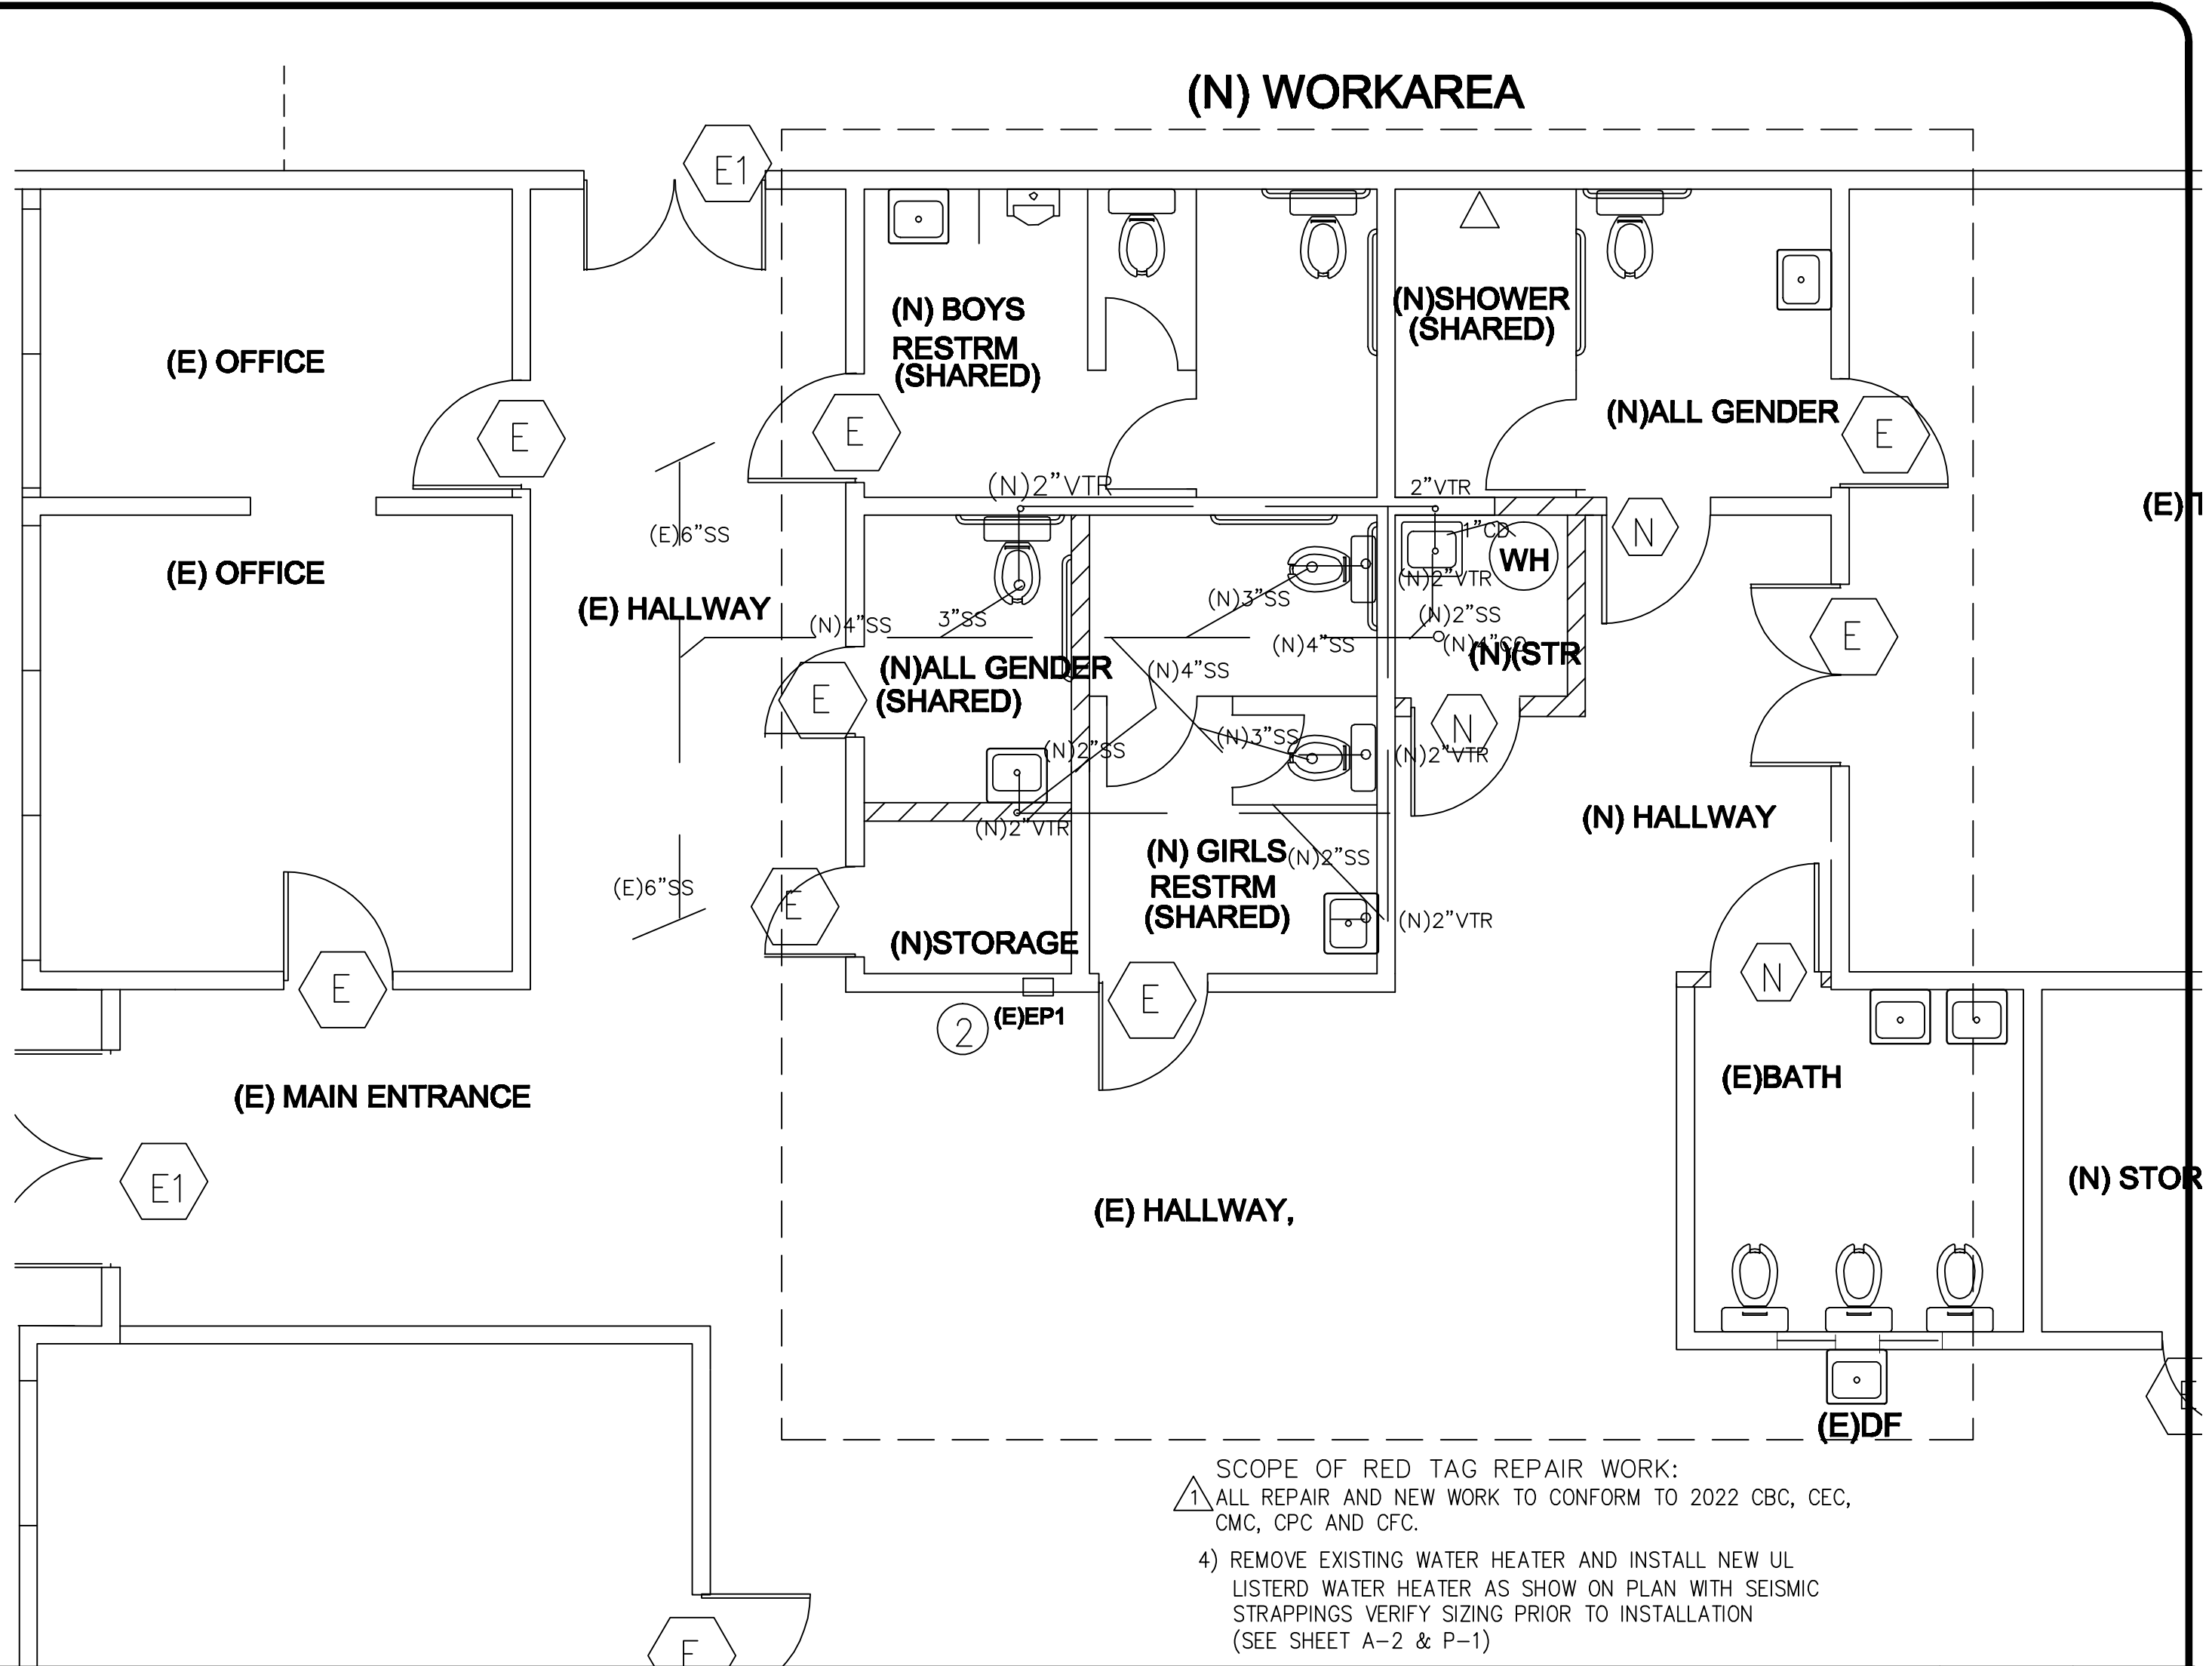 (N) WORKAREA
E1
(E) OFFICE
E
(N) BOYS
RESTRM
(SHARED)
E
(N)SHOWER
(SHARED)
(N)ALL GENDER
E
(N)2"VTR
2"VTR
(E)6"SS
1"CD
WH
N
(E)
(E) OFFICE
(E) HALLWAY
(N)4"SS
3"SS
(N)3"SS
(N)2"VTR
(N)2"SS
(N)4"SS
(N)4"CO
(N)(STR
E
(N)ALL GENDER
(SHARED)
E
(N)4"SS
N
(N)2"SS
(N)3"SS
(N)2"VTR
(N)2"VTR
(N) HALLWAY
(N) GIRLS
RESTRM
(SHARED)
(N)2"SS
(N)2"VTR
(E)6"SS
E
(N)STORAGE
E
E
N
2
(E)EP1
(E) MAIN ENTRANCE
(E)BATH
E1
(E) HALLWAY,
(N) STOR
(E)DF
SCOPE OF RED TAG REPAIR WORK:
1 ALL REPAIR AND NEW WORK TO CONFORM TO 2022 CBC, CEC,
CMC, CPC AND CFC.
4) REMOVE EXISTING WATER HEATER AND INSTALL NEW UL
LISTERD WATER HEATER AS SHOW ON PLAN WITH SEISMIC
STRAPPINGS VERIFY SIZING PRIOR TO INSTALLATION
(SEE SHEET A-2 & P-1)